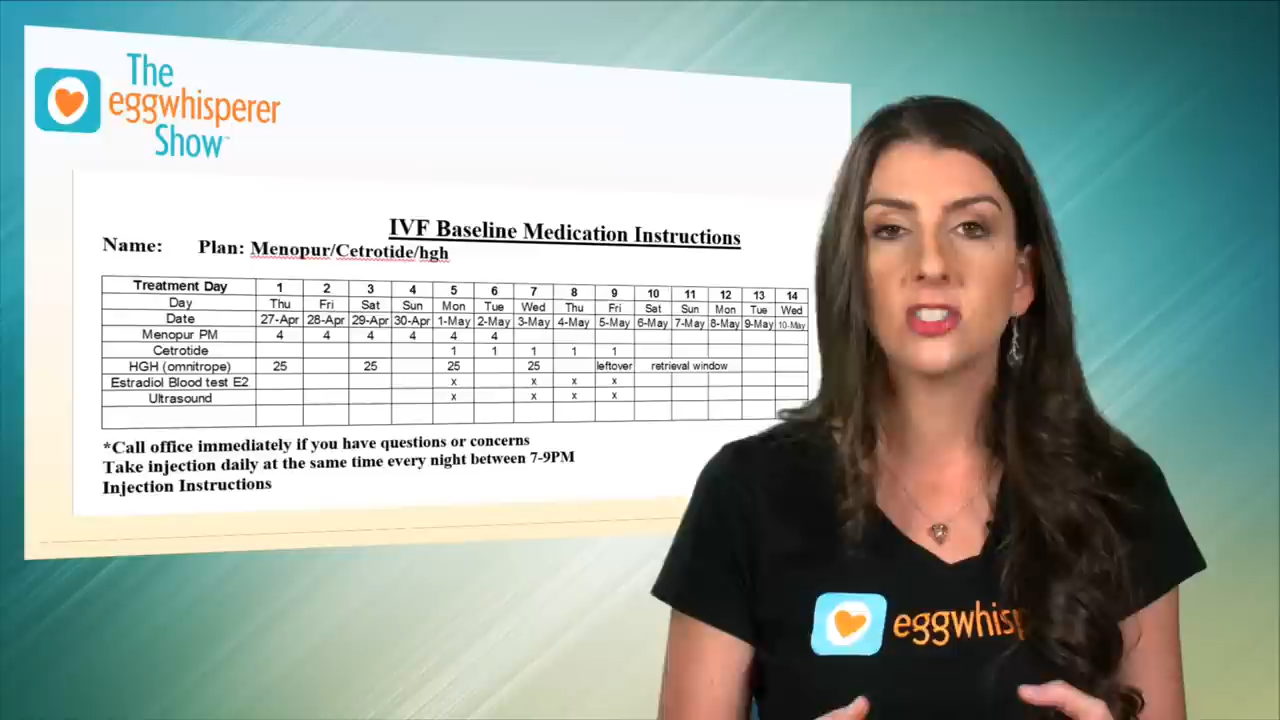 The
eggwhisperer
Show™
IVF Baseline Medication Instructions
Name: Plan: Menopur/Cetrotide/hgh
Treatment Day 1 2 3 4 5 6 7 8 9 10 11 12 13 14
Day Thu Fri Sat Sun Mon Tue Wed Thu Fri Sat Sun Mon Tue Wed
Date 27-Apr 28-Apr 29-Apr 30-Apr 1-May 2-May 3-May 4-May 5-May 6-May 7-May 8-May 9-May 10-May
Menopur PM 4 4 4 4 4 4
Cetrotide 1 1 1 1 1
HGH (omnitrope) 25 25 25 25 leftover retrieval window
Estradiol Blood test E2 x x x x
Ultrasound x x x x
*Call office immediately if you have questions or concerns
Take injection daily at the same time every night between 7-9PM
Injection Instructions
eggwhisp